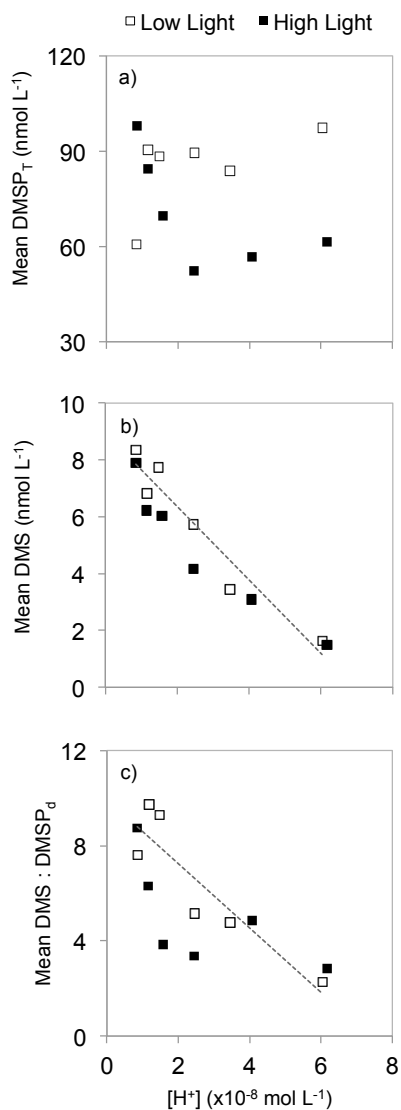 □ Low Light ■ High Light
a)
Mean DMSP_T (nmol L⁻¹)
120
90
60
30
b)
Mean DMS (nmol L⁻¹)
10
8
6
4
2
0
c)
Mean DMS : DMSP_d
12
8
4
0
0 2 4 6 8
[H⁺] (x10⁻⁸ mol L⁻¹)